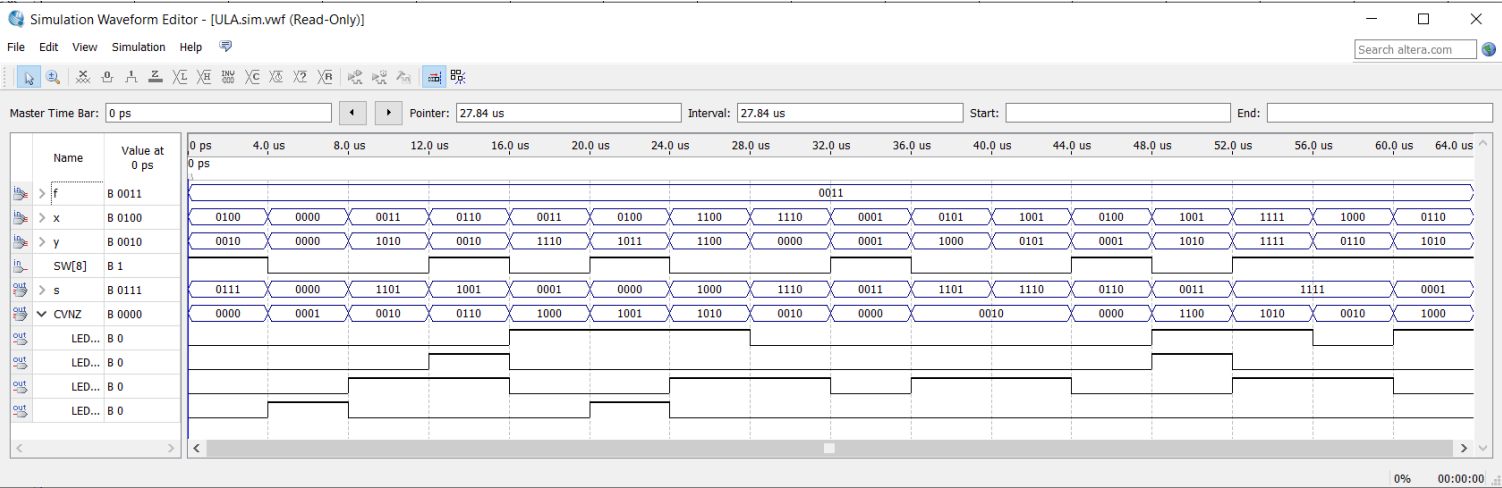 Simulation Waveform Editor - [ULA.sim.vwf (Read-Only)]
File Edit View Simulation Help
Search altera.com
Master Time Bar: 0 ps Pointer: 27.84 us Interval: 27.84 us Start: End:
Name Value at 0 ps
0 ps 4.0 us 8.0 us 12.0 us 16.0 us 20.0 us 24.0 us 28.0 us 32.0 us 36.0 us 40.0 us 44.0 us 48.0 us 52.0 us 56.0 us 60.0 us 64.0 us
0 ps
f B 0011 0011
x B 0100 0100 0000 0011 0110 0011 0100 1100 1110 0001 0101 1001 0100 1001 1111 1000 0110
y B 0010 0010 0000 1010 0010 1110 1011 1100 0000 0001 1000 0101 0001 1010 1111 0110 1010
SW[8] B 1
s B 0111 0111 0000 1101 1001 0001 0000 1000 1110 0011 1101 1110 0110 0011 1111 0001
CVNZ B 0000 0000 0001 0010 0110 1000 1001 1010 0010 0000 0010 0000 1100 1010 0010 1000
LED... B 0
LED... B 0
LED... B 0
LED... B 0
0% 00:00:00